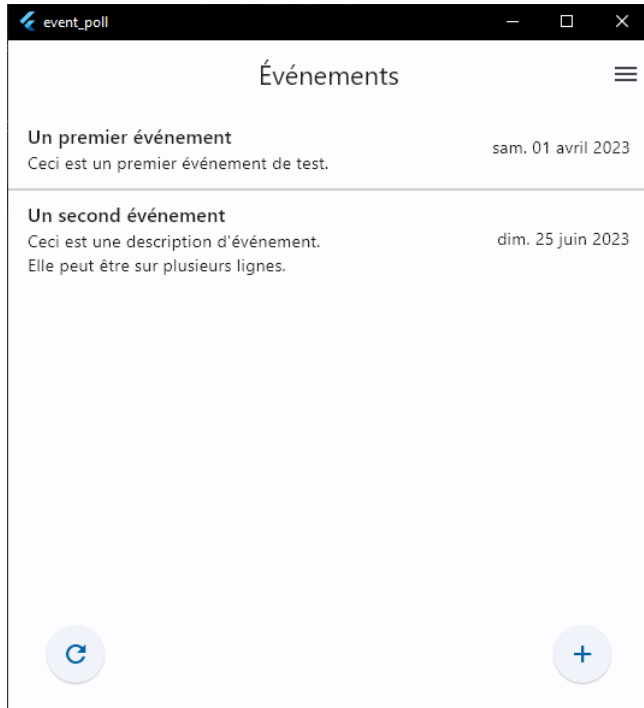 event_poll
Événements
Un premier événement
Ceci est un premier événement de test.
sam. 01 avril 2023
Un second événement
Ceci est une description d'événement.
Elle peut être sur plusieurs lignes.
dim. 25 juin 2023